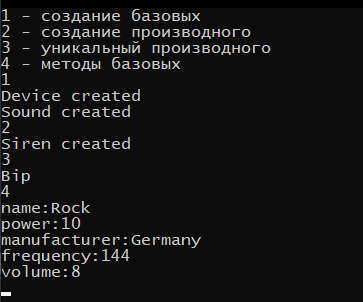 1 - создание базовых
2 - создание производного
3 - уникальный производного
4 - методы базовых
1
Device created
Sound created
2
Siren created
3
Bip
4
name:Rock
power:10
manufacturer:Germany
frequency:144
volume:8